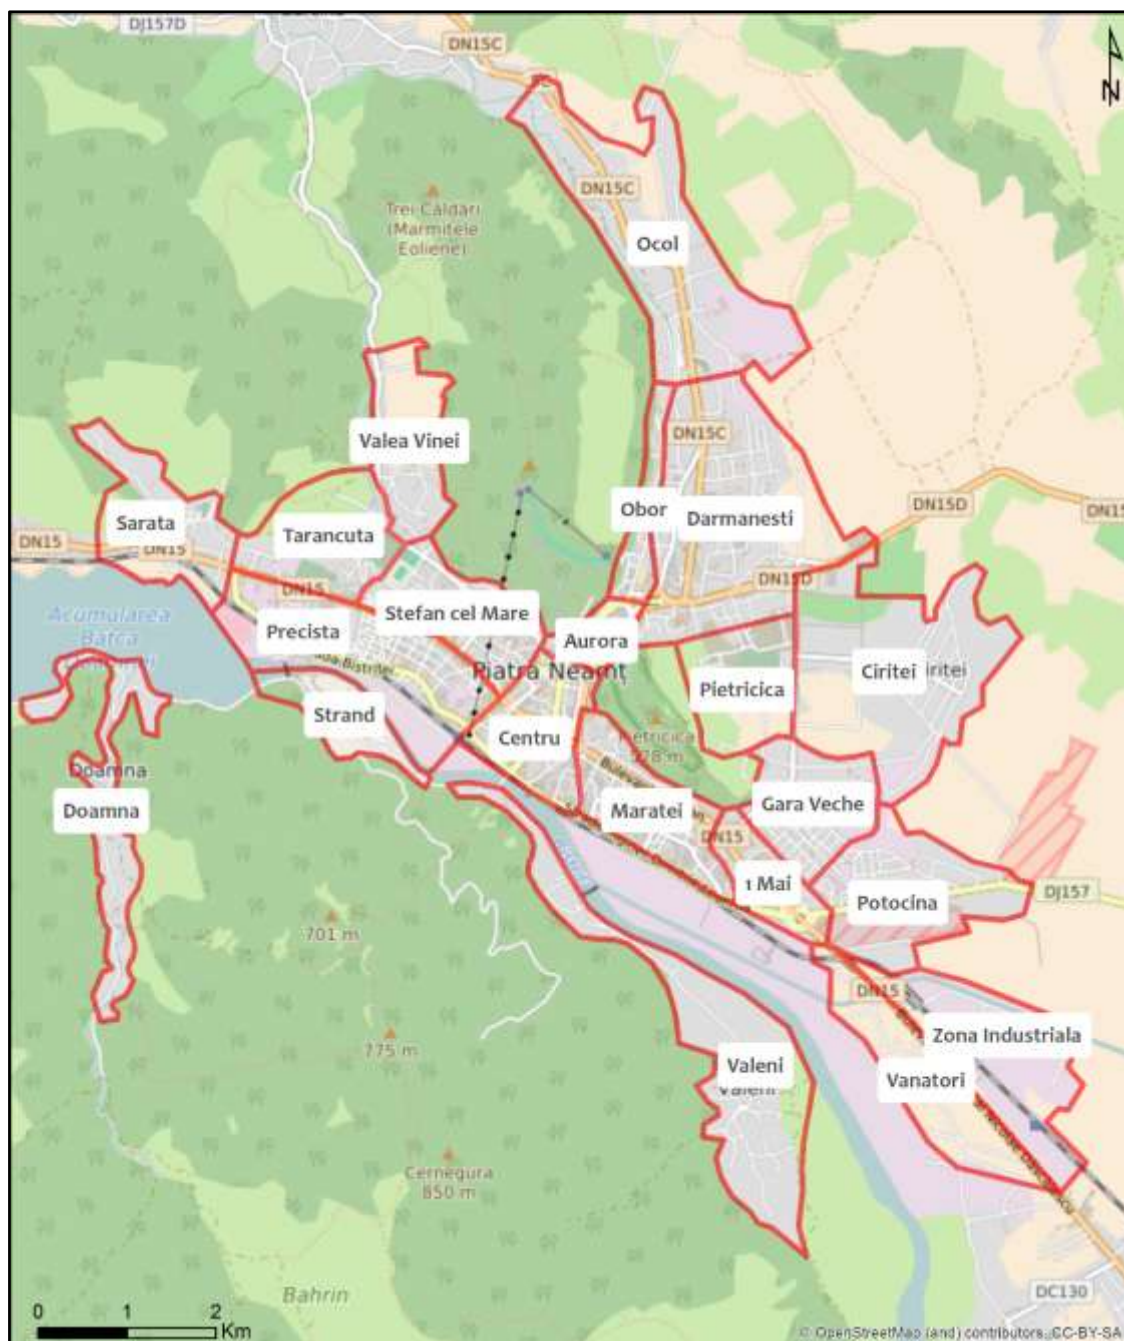 DJ157D
DN15C
N
DN15C
Trei Căldări
(Marmitele
Eoliene)
Ocol
Valea Vinei
DN15C
Sarata
Tarancuta
Obor
Darmanesti
DN15D
DN15
DN15
DN15
DN15D
Acumularea
Bâtca
Stefan cel Mare
Precista
Aurora
Piatra Neamț
Ciritei
Pietricica
Strand
Centru
Pietricica
778 m
Doamna
Doamna
Gara Veche
Maratei
DN15
1 Mai
Potocina
DJ157
701 m
DN15
775 m
Zona Industriala
Valeni
Vanatori
Cernegura
850 m
Bahrin
DC130
0 1 2
Km
© OpenStreetMap (and) contributors, CC-BY-SA